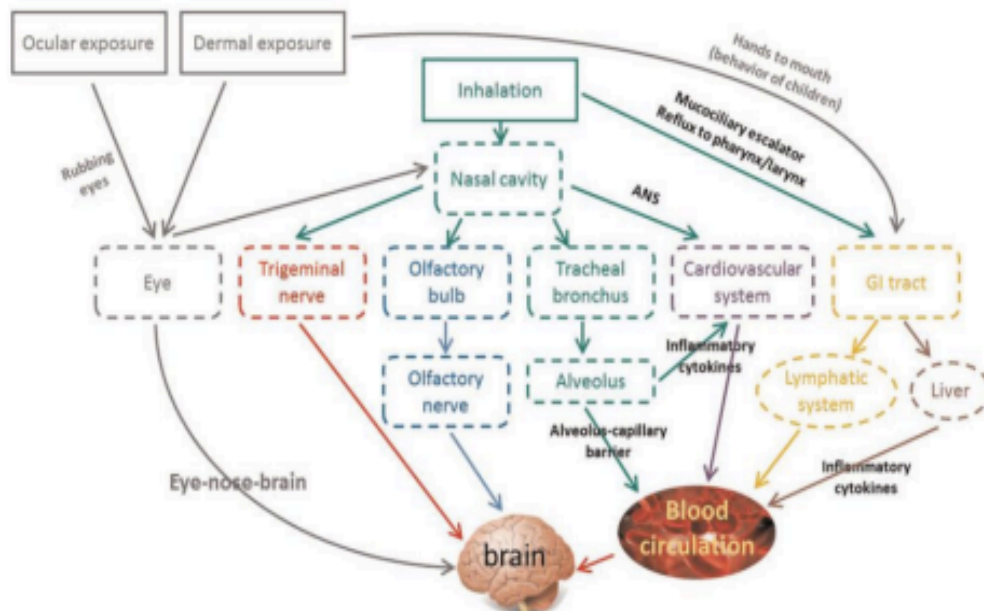 Ocular exposure
Dermal exposure
Hands to mouth
(behavior of children)
Inhalation
Mucociliary escalator
Reflux to pharynx/larynx
Rubbing
eyes
Nasal cavity
ANS
Eye
Trigeminal
nerve
Olfactory
bulb
Tracheal
bronchus
Cardiovascular
system
GI tract
Inflammatory
cytokines
Olfactory
nerve
Alveolus
Lymphatic
system
Liver
Alveolus-capillary
barrier
Eye-nose-brain
Inflammatory
cytokines
brain
Blood
circulation